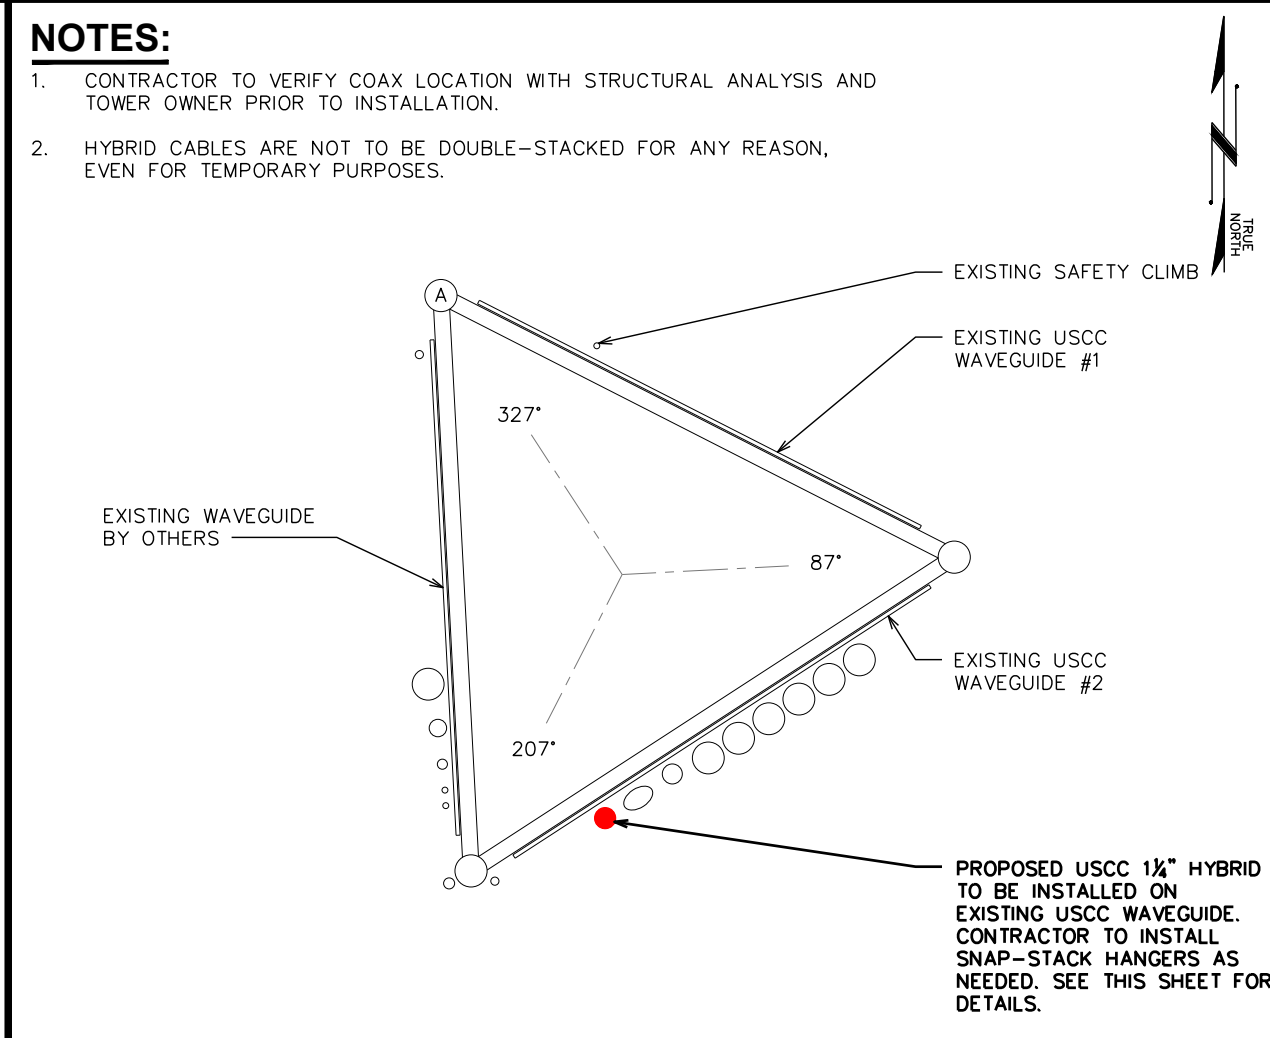 NOTES:
1. CONTRACTOR TO VERIFY COAX LOCATION WITH STRUCTURAL ANALYSIS AND
TOWER OWNER PRIOR TO INSTALLATION.
2. HYBRID CABLES ARE NOT TO BE DOUBLE-STACKED FOR ANY REASON,
EVEN FOR TEMPORARY PURPOSES.
TRUE
NORTH
EXISTING SAFETY CLIMB
A
EXISTING USCC
WAVEGUIDE #1
327°
EXISTING WAVEGUIDE
BY OTHERS
87°
EXISTING USCC
WAVEGUIDE #2
207°
PROPOSED USCC 1¼" HYBRID
TO BE INSTALLED ON
EXISTING USCC WAVEGUIDE.
CONTRACTOR TO INSTALL
SNAP-STACK HANGERS AS
NEEDED. SEE THIS SHEET FOR
DETAILS.